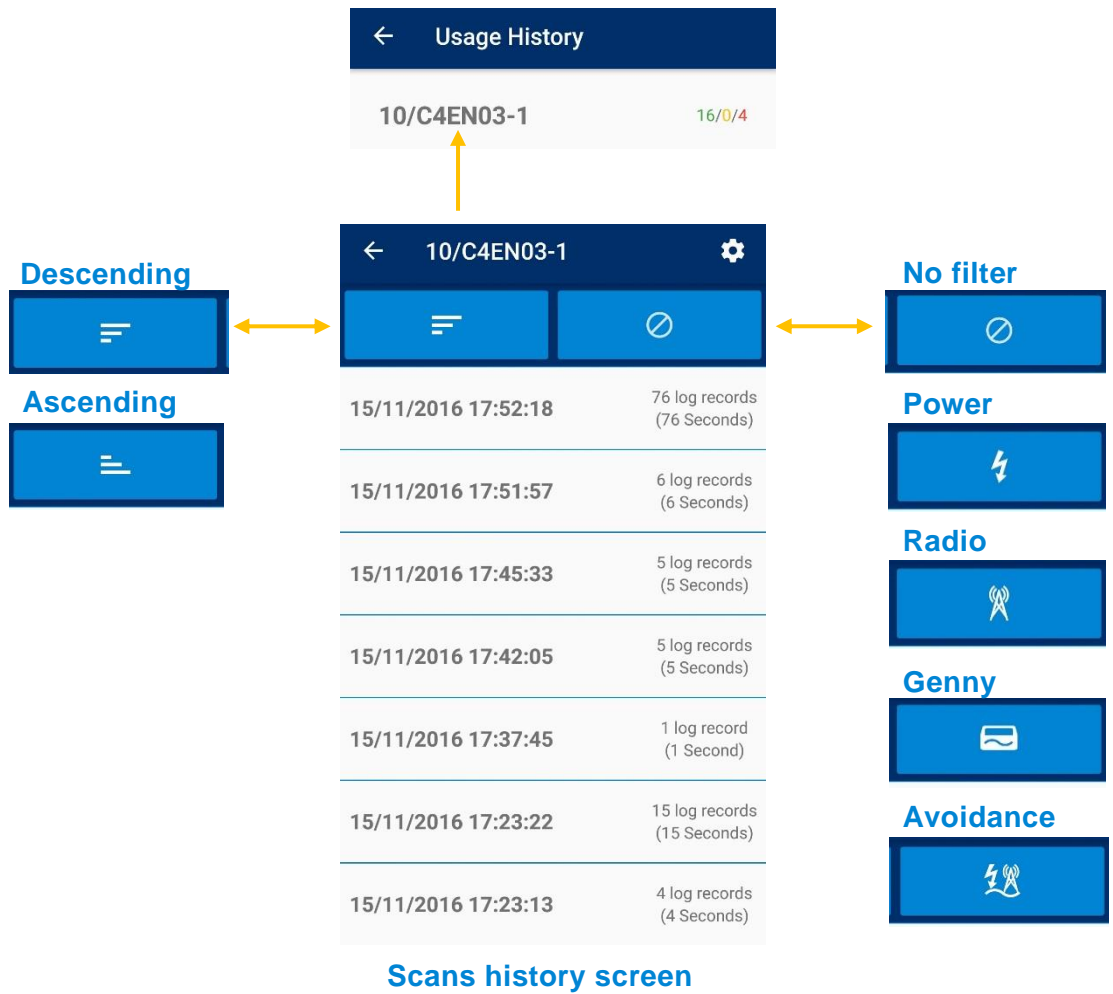 Usage History
10/C4EN03-1 16/0/4
10/C4EN03-1
Descending
Ascending
15/11/2016 17:52:18 76 log records
(76 Seconds)
15/11/2016 17:51:57 6 log records
(6 Seconds)
15/11/2016 17:45:33 5 log records
(5 Seconds)
15/11/2016 17:42:05 5 log records
(5 Seconds)
15/11/2016 17:37:45 1 log record
(1 Second)
15/11/2016 17:23:22 15 log records
(15 Seconds)
15/11/2016 17:23:13 4 log records
(4 Seconds)
No filter
Power
Radio
Genny
Avoidance
Scans history screen